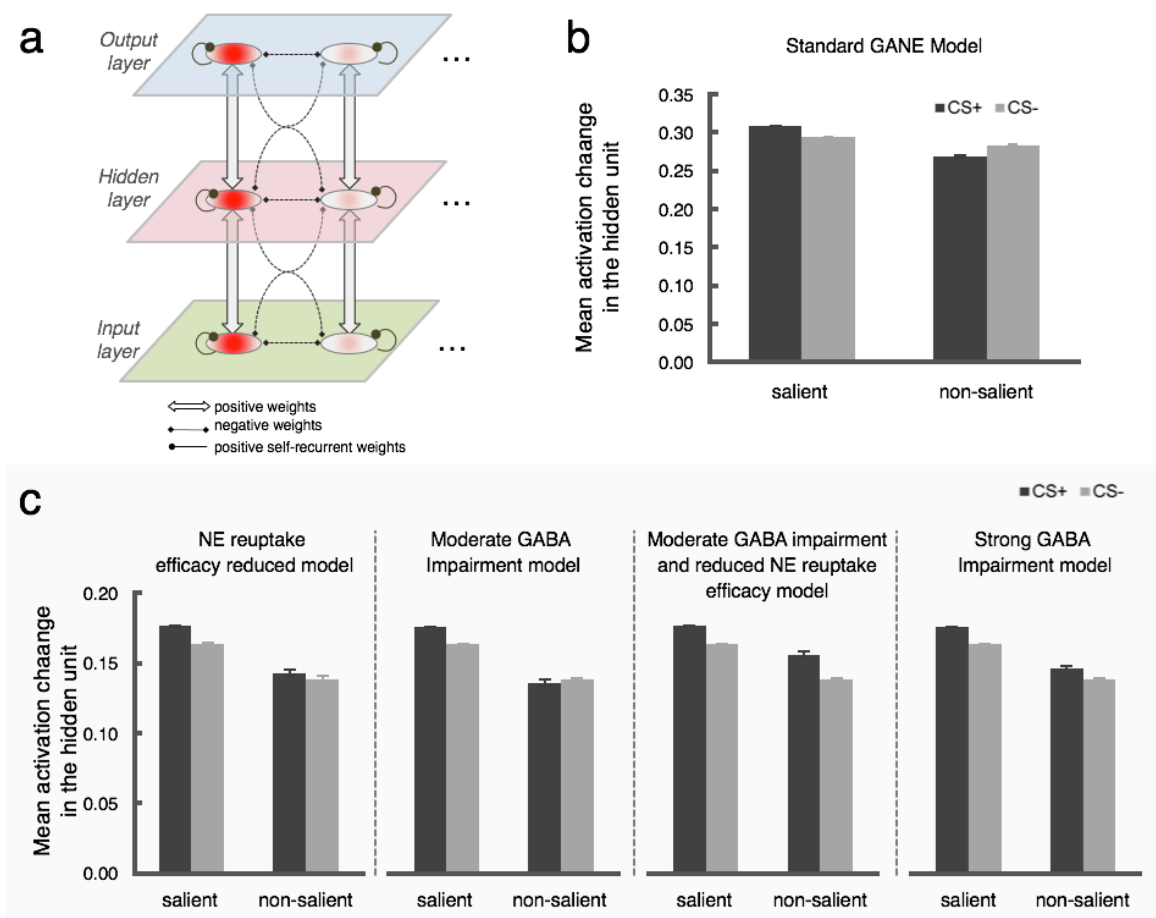 a
Output
layer
...
Hidden
layer
...
Input
layer
...
positive weights
negative weights
positive self-recurrent weights
b
Standard GANE Model
CS+ CS-
Mean activation chaange
in the hidden unit
0.35
0.30
0.25
0.20
0.15
0.10
0.05
0.00
salient non-salient
c
CS+ CS-
NE reuptake
efficacy reduced model
Moderate GABA
Impairment model
Moderate GABA impairment
and reduced NE reuptake
efficacy model
Strong GABA
Impairment model
Mean activation chaange
in the hidden unit
0.20
0.15
0.10
0.05
0.00
salient non-salient salient non-salient salient non-salient salient non-salient